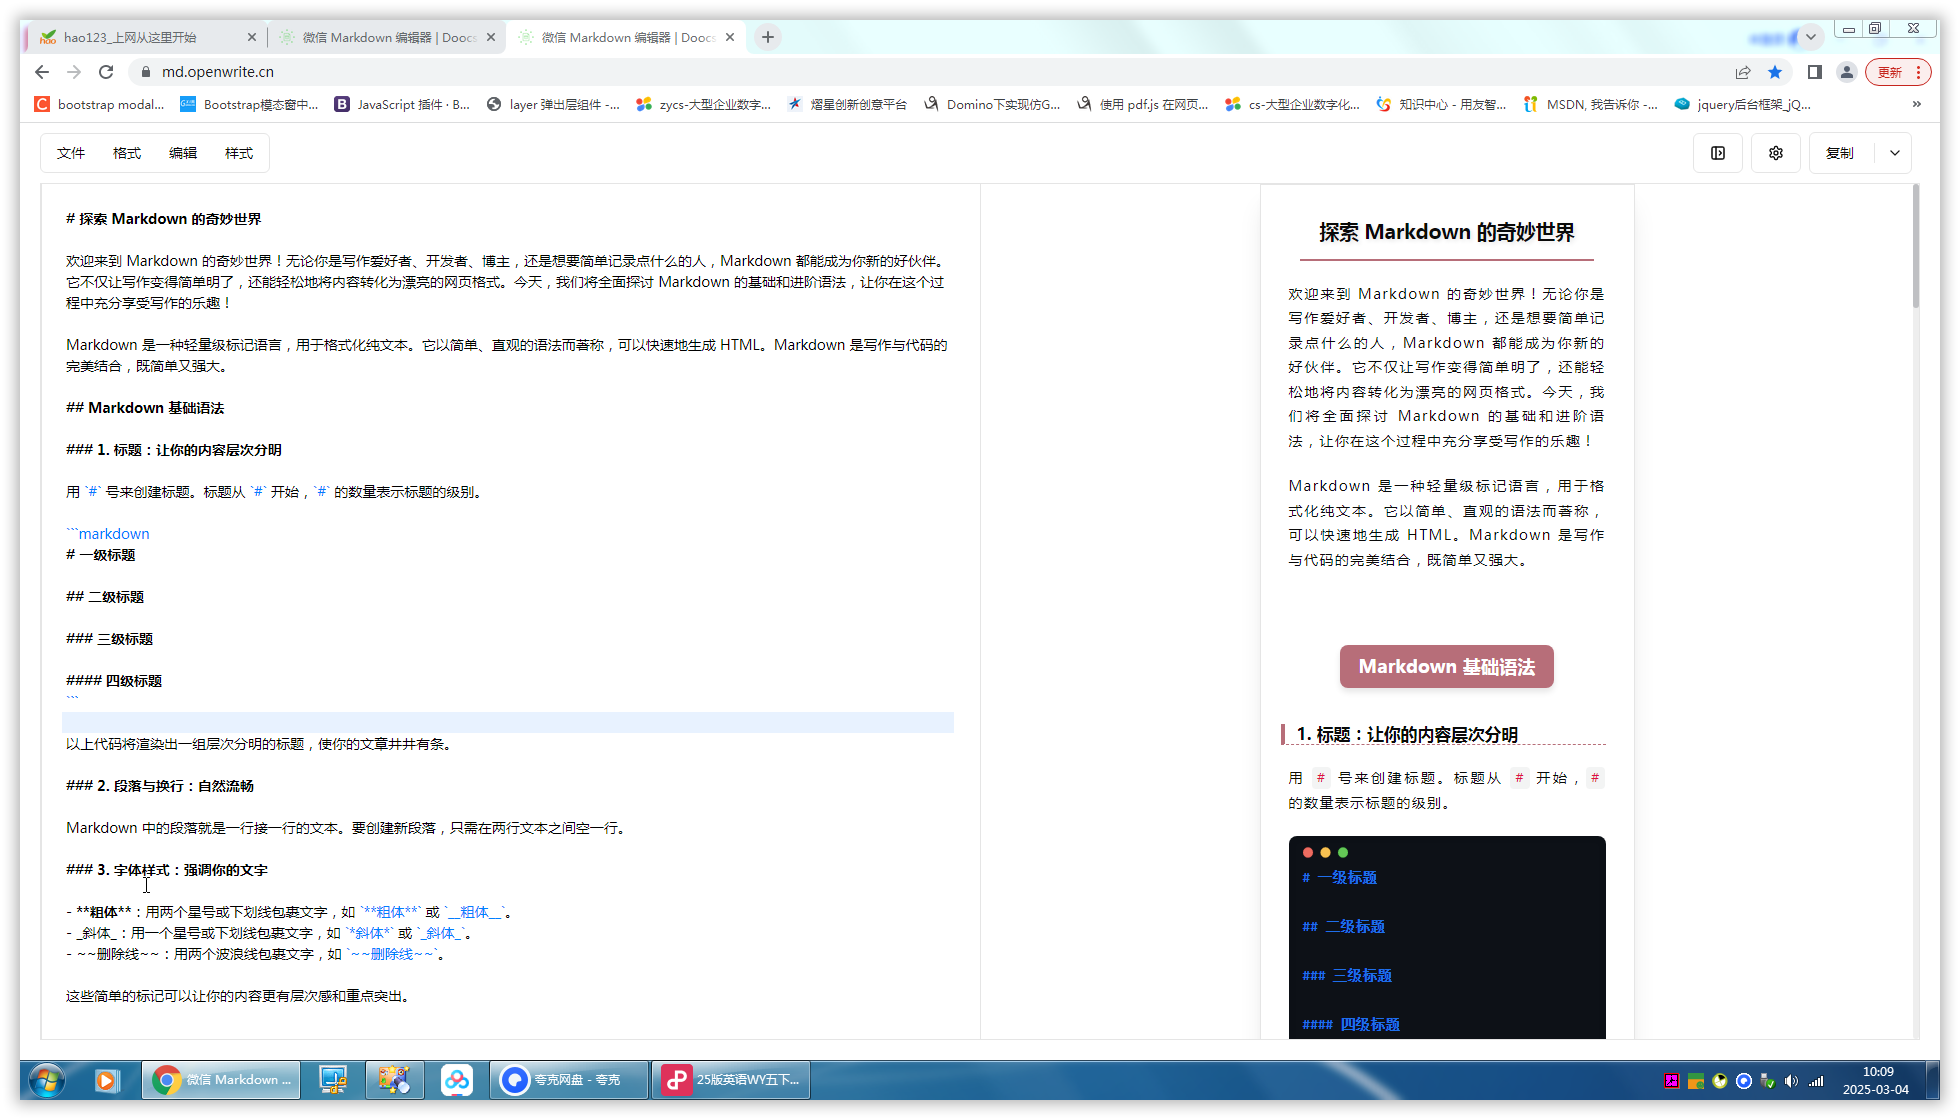 hao123_上网从这里开始
微信 Markdown 编辑器 | Doocs
微信 Markdown 编辑器 | Doocs
md.openwrite.cn
更新
bootstrap modal...
Bootstrap模态窗中...
JavaScript 插件 · B...
layer 弹出层组件 -...
zycs-大型企业数字...
熠星创新创意平台
Domino下实现仿G...
使用 pdf.js 在网页...
cs-大型企业数字化...
知识中心 - 用友智...
MSDN, 我告诉你 -...
jquery后台框架_jQ...
»
文件 格式 编辑 样式
复制
# 探索 Markdown 的奇妙世界
欢迎来到 Markdown 的奇妙世界！无论你是写作爱好者、开发者、博主，还是想要简单记录点什么的人，Markdown 都能成为你新的好伙伴。
它不仅让写作变得简单明了，还能轻松地将内容转化为漂亮的网页格式。今天，我们将全面探讨 Markdown 的基础和进阶语法，让你在这个过
程中充分享受写作的乐趣！
Markdown 是一种轻量级标记语言，用于格式化纯文本。它以简单、直观的语法而著称，可以快速地生成 HTML。Markdown 是写作与代码的
完美结合，既简单又强大。
## Markdown 基础语法
### 1. 标题：让你的内容层次分明
用 `#` 号来创建标题。标题从 `#` 开始，`#` 的数量表示标题的级别。
```markdown
# 一级标题
## 二级标题
### 三级标题
#### 四级标题
```
以上代码将渲染出一组层次分明的标题，使你的文章井井有条。
### 2. 段落与换行：自然流畅
Markdown 中的段落就是一行接一行的文本。要创建新段落，只需在两行文本之间空一行。
### 3. 字体样式：强调你的文字
- **粗体**：用两个星号或下划线包裹文字，如 `**粗体**` 或 `__粗体__`。
- _斜体_：用一个星号或下划线包裹文字，如 `*斜体*` 或 `_斜体_`。
- ~~删除线~~：用两个波浪线包裹文字，如 `~~删除线~~`。
这些简单的标记可以让你的内容更有层次感和重点突出。
探索 Markdown 的奇妙世界
欢迎来到 Markdown 的奇妙世界！无论你是
写作爱好者、开发者、博主，还是想要简单记
录点什么的人，Markdown 都能成为你新的
好伙伴。它不仅让写作变得简单明了，还能轻
松地将内容转化为漂亮的网页格式。今天，我
们将全面探讨 Markdown 的基础和进阶语
法，让你在这个过程中充分享受写作的乐趣！
Markdown 是一种轻量级标记语言，用于格
式化纯文本。它以简单、直观的语法而著称，
可以快速地生成 HTML。Markdown 是写作
与代码的完美结合，既简单又强大。
Markdown 基础语法
1. 标题：让你的内容层次分明
用 # 号来创建标题。标题从 # 开始，#
的数量表示标题的级别。
# 一级标题
## 二级标题
### 三级标题
#### 四级标题
微信 Markdown ...
夸克网盘 - 夸克
25版英语WY五下...
10:09
2025-03-04